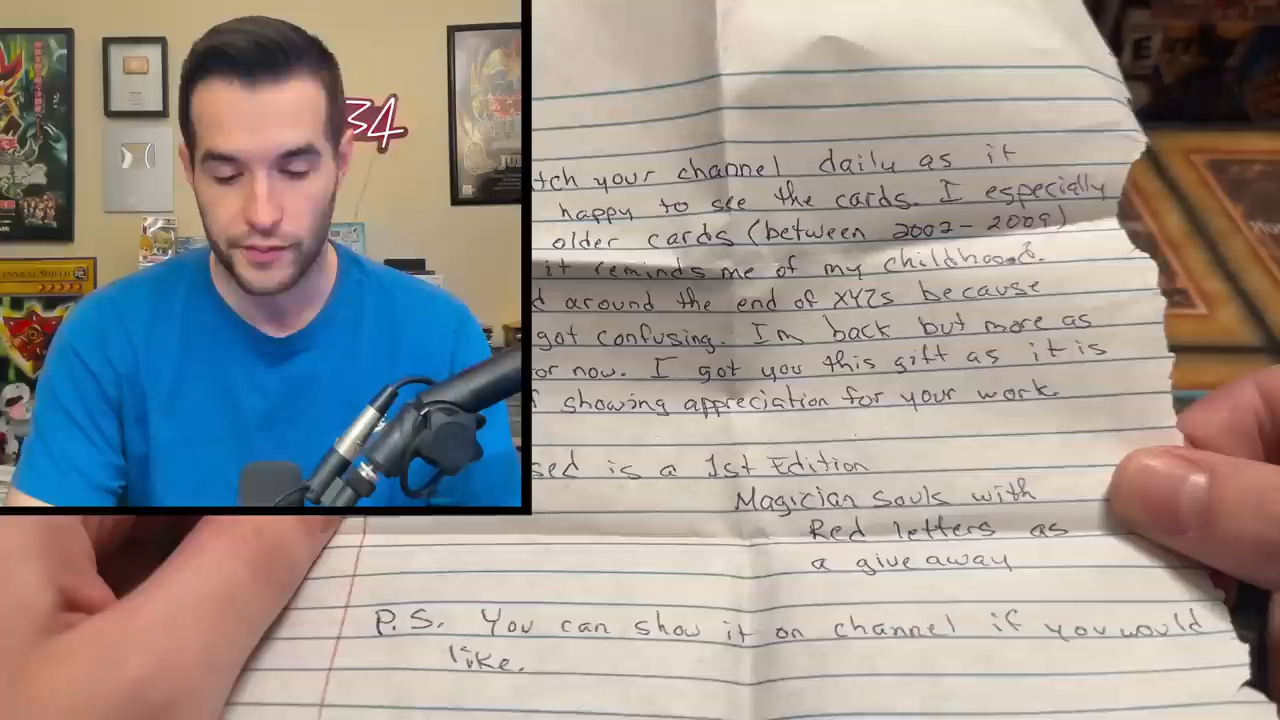 34
tch your channel daily as it
happy to see the cards. I especially
older cards (between 2002-2009)
it reminds me of my childhood.
d around the end of XYZs because
got confusing. Im back but more as
or now. I got you this gift as it is
showing appreciation for your work.
sed is a 1st Edition
Magician Souls with
Red letters as
a give away
P.S. You can show it on channel if you would
like.